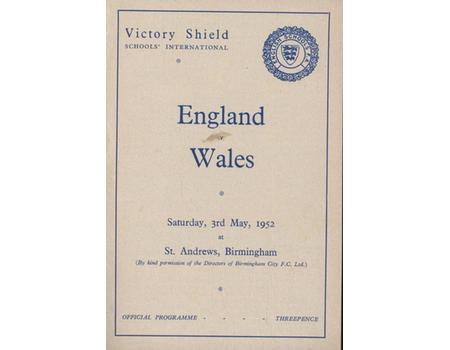 Victory Shield
SCHOOLS' INTERNATIONAL
England
v
Wales
Saturday, 3rd May, 1952
at
St. Andrews, Birmingham
(By kind permission of the Directors of Birmingham City F.C. Ltd.)
OFFICIAL PROGRAMME - - - - THREEPENCE